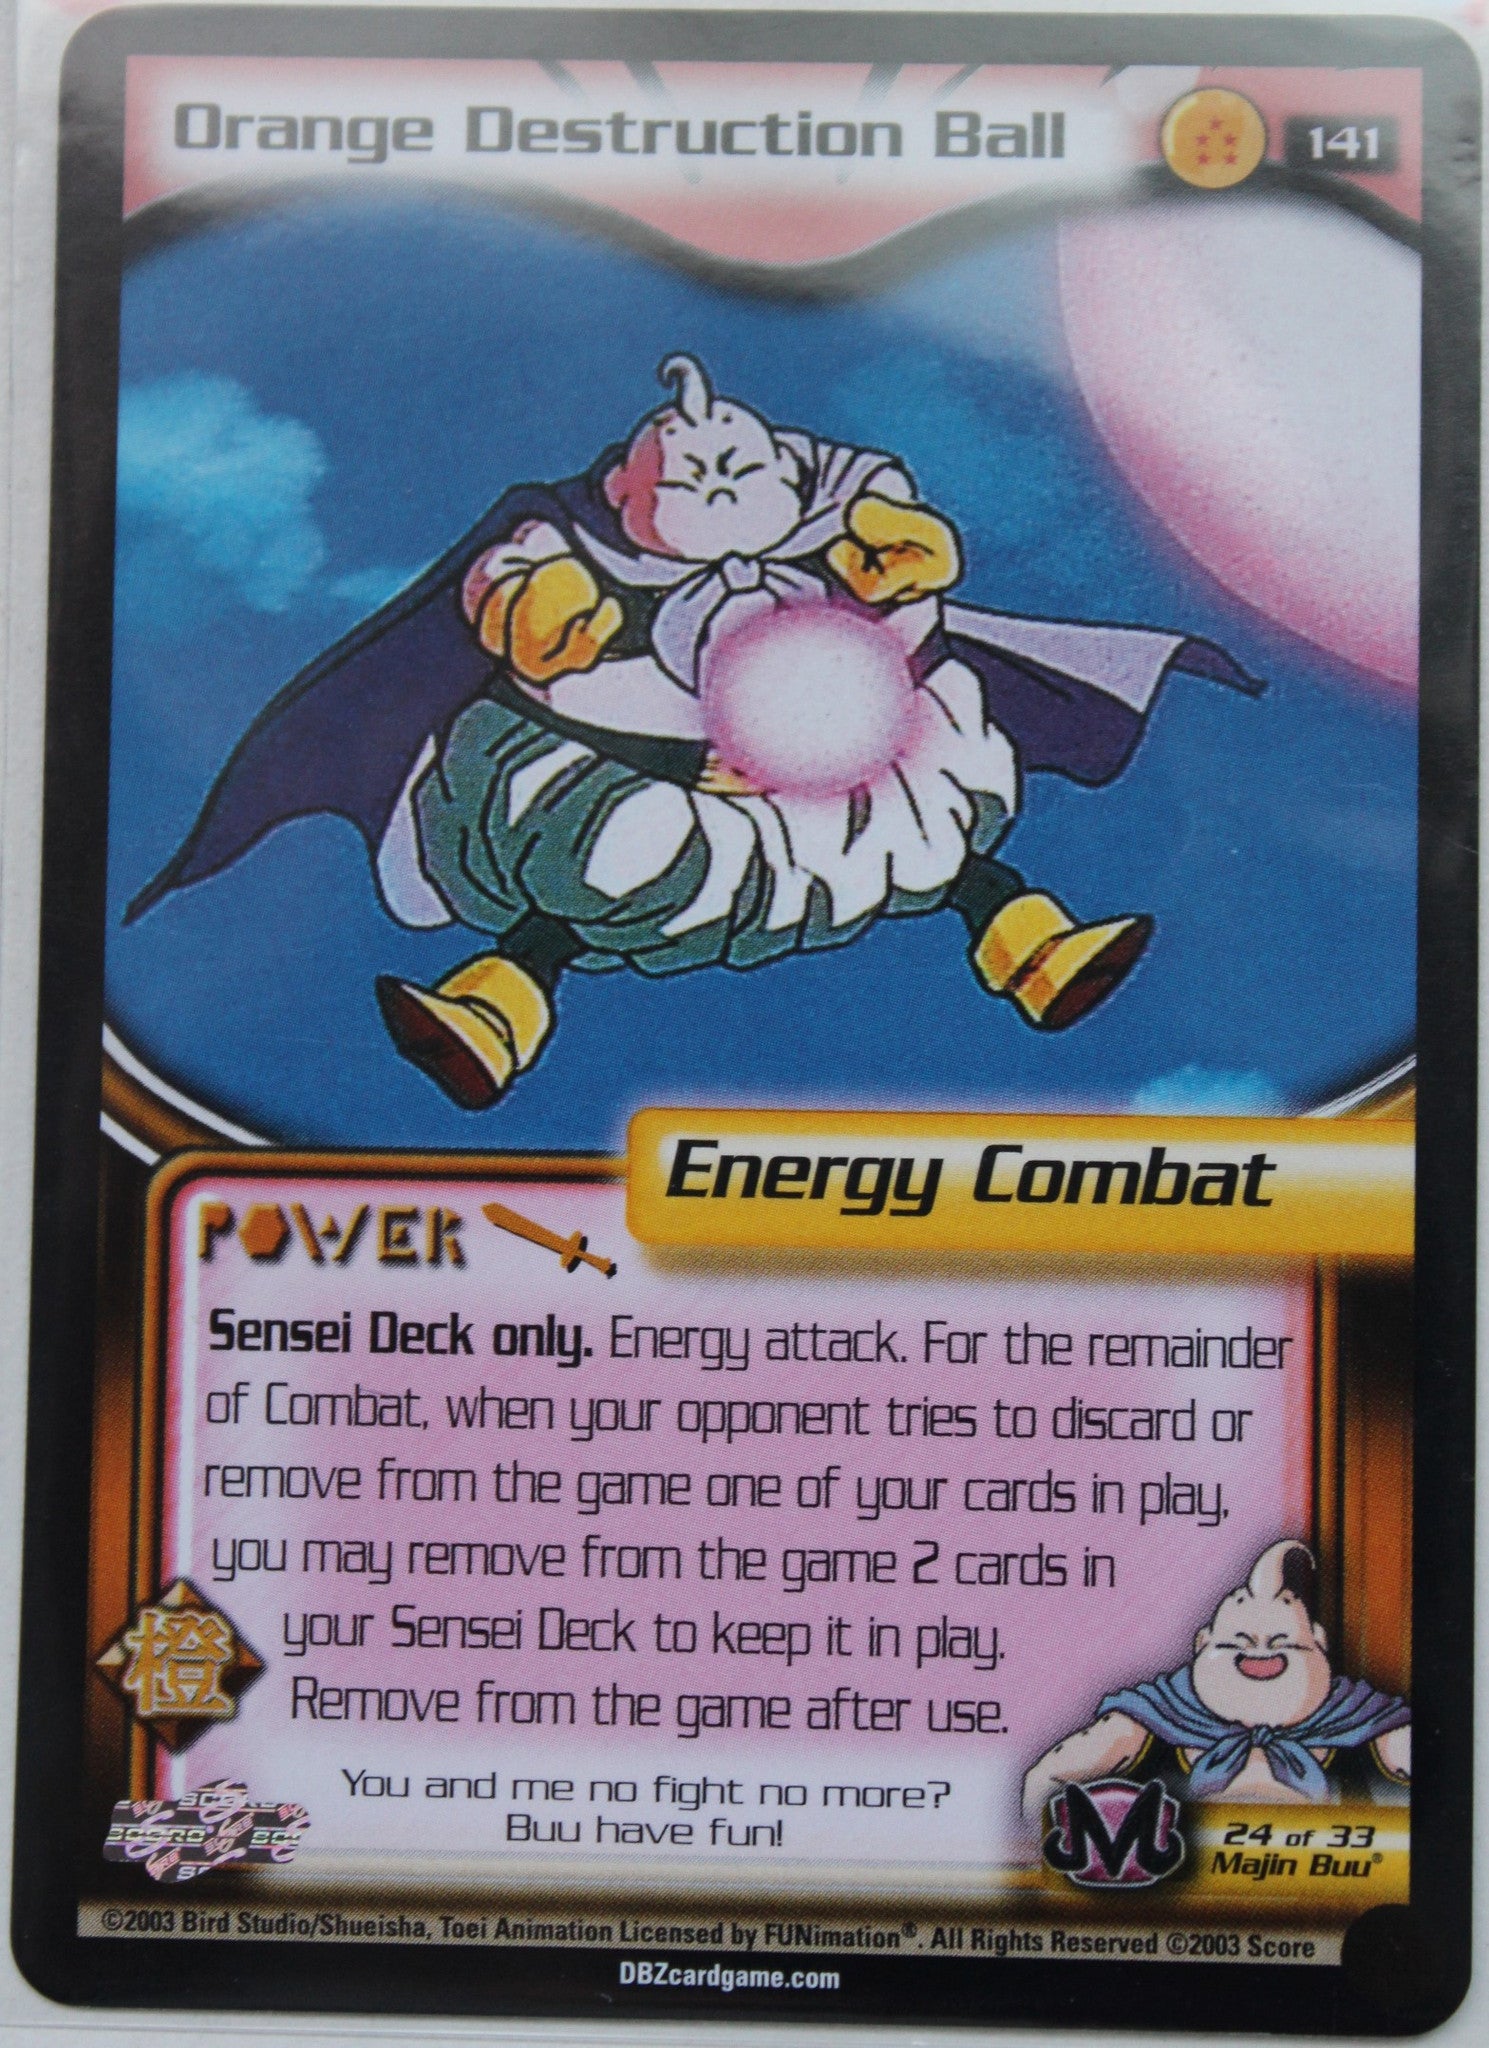 Orange Destruction Ball
141
Energy Combat
POWER
Sensei Deck only. Energy attack. For the remainder
of Combat, when your opponent tries to discard or
remove from the game one of your cards in play,
you may remove from the game 2 cards in
your Sensei Deck to keep it in play.
Remove from the game after use.
橙
You and me no fight no more?
Buu have fun!
SCORE
M
24 of 33
Majin Buu®
©2003 Bird Studio/Shueisha, Toei Animation Licensed by FUNimation®. All Rights Reserved ©2003 Score
DBZcardgame.com